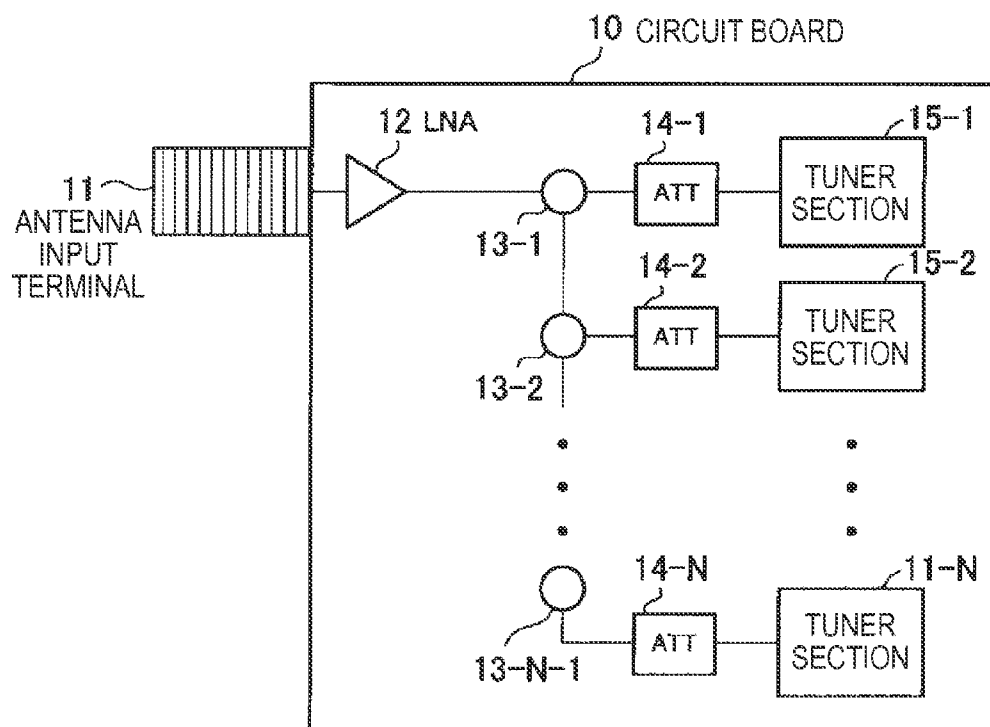 10 CIRCUIT BOARD
12 LNA
14-1
15-1
11
ANTENNA
INPUT
TERMINAL
ATT
TUNER
SECTION
13-1
14-2
15-2
ATT
TUNER
SECTION
13-2
14-N
11-N
ATT
TUNER
SECTION
13-N-1